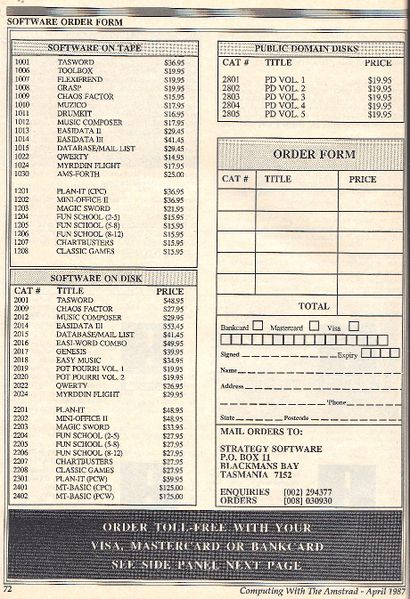 SOFTWARE ORDER FORM
SOFTWARE ON TAPE
1001 TASWORD $36.95
1006 TOOLBOX $19.95
1007 FLEXIFREND $19.95
1008 GRASP $19.95
1009 CHAOS FACTOR $15.95
1010 MUZICO $17.95
1011 DRUMKIT $16.95
1012 MUSIC COMPOSER $17.95
1013 EASIDATA II $29.45
1014 EASIDATA III $41.45
1015 DATABASE/MAIL LIST $29.45
1022 QWERTY $14.95
1024 MYRDDIN FLIGHT $17.95
1030 AMS-FORTH $25.00
1201 PLAN-IT (CPC) $36.95
1202 MINI-OFFICE II $36.95
1203 MAGIC SWORD $21.95
1204 FUN SCHOOL (2-5) $15.95
1205 FUN SCHOOL (5-8) $15.95
1206 FUN SCHOOL (8-12) $15.95
1207 CHARTBUSTERS $15.95
1208 CLASSIC GAMES $15.95
SOFTWARE ON DISK
CAT # TITLE PRICE
2001 TASWORD $48.95
2009 CHAOS FACTOR $27.95
2012 MUSIC COMPOSER $29.95
2014 EASIDATA III $53.45
2015 DATABASE/MAIL LIST $41.45
2016 EASI-WORD COMBO $49.95
2017 GENESIS $39.95
2018 EASY MUSIC $34.95
2019 POT POURRI VOL. 1 $19.95
2020 POT POURRI VOL. 2 $19.95
2022 QWERTY $26.95
2024 MYRDDIN FLIGHT $29.95
2201 PLAN-IT $48.95
2202 MINI-OFFICE II $48.95
2203 MAGIC SWORD $33.95
2204 FUN SCHOOL (2-5) $27.95
2205 FUN SCHOOL (5-8) $27.95
2206 FUN SCHOOL (8-12) $27.95
2207 CHARTBUSTERS $27.95
2208 CLASSIC GAMES $27.95
2301 PLAN-IT (PCW) $59.95
2401 MT-BASIC (CPC) $125.00
2402 MT-BASIC (PCW) $125.00
PUBLIC DOMAIN DISKS
CAT # TITLE PRICE
2801 PD VOL. 1 $19.95
2802 PD VOL. 2 $19.95
2803 PD VOL. 3 $19.95
2804 PD VOL. 4 $19.95
2805 PD VOL. 5 $19.95
ORDER FORM
CAT # TITLE PRICE
TOTAL
Bankcard Mastercard Visa
Signed Expiry
Name
Address
'Phone
State Postcode
MAIL ORDERS TO:
STRATEGY SOFTWARE
P.O. BOX 11
BLACKMANS BAY
TASMANIA 7152
ENQUIRIES [002] 294377
ORDERS [008] 030930
ORDER TOLL-FREE WITH YOUR
VISA, MASTERCARD OR BANKCARD
SEE SIDE PANEL NEXT PAGE
72 Computing With The Amstrad - April 1987